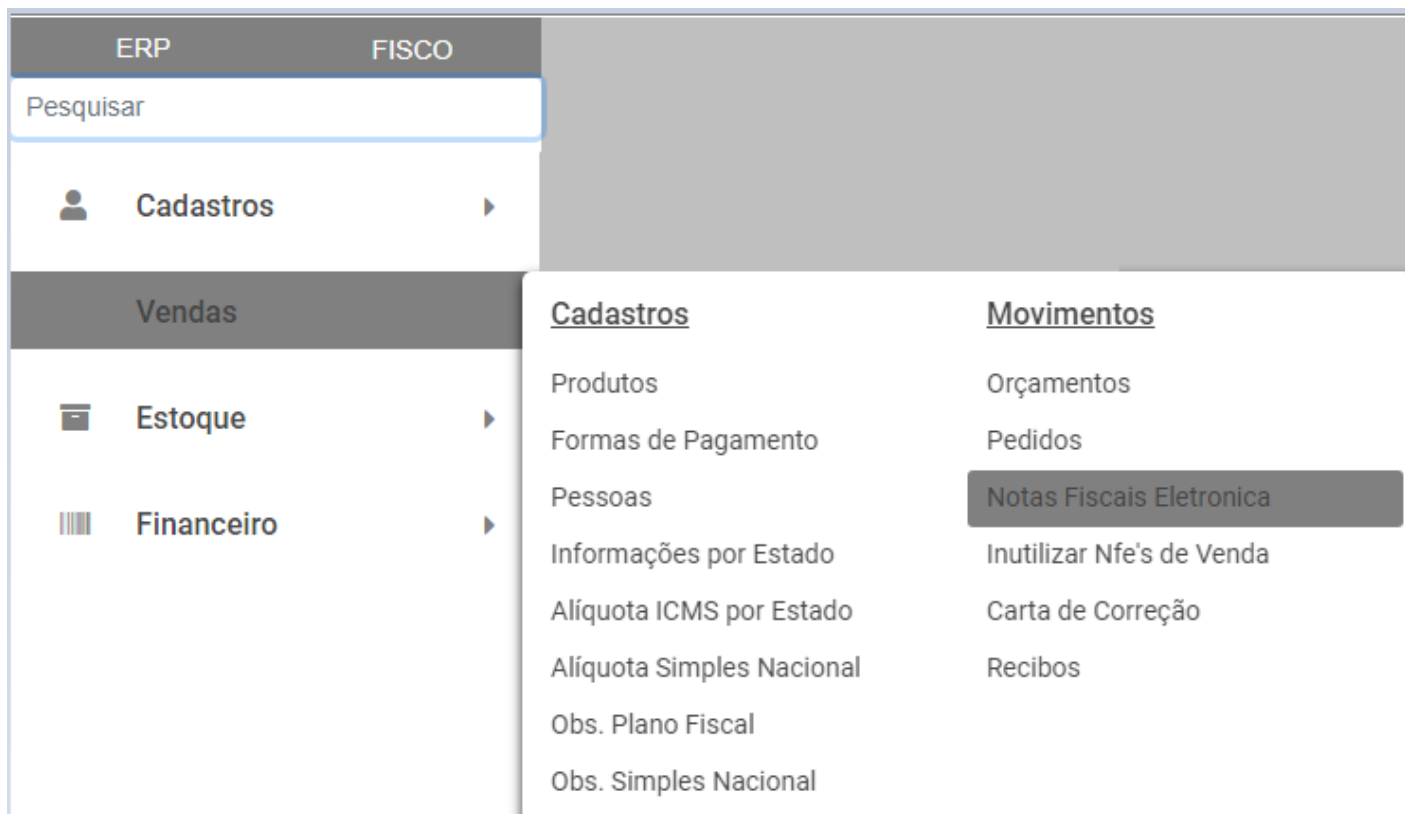 ERP FISCO
Pesquisar
Cadastros
Vendas
Estoque
Financeiro
Cadastros
Produtos
Formas de Pagamento
Pessoas
Informações por Estado
Alíquota ICMS por Estado
Alíquota Simples Nacional
Obs. Plano Fiscal
Obs. Simples Nacional
Movimentos
Orçamentos
Pedidos
Notas Fiscais Eletronica
Inutilizar Nfe's de Venda
Carta de Correção
Recibos